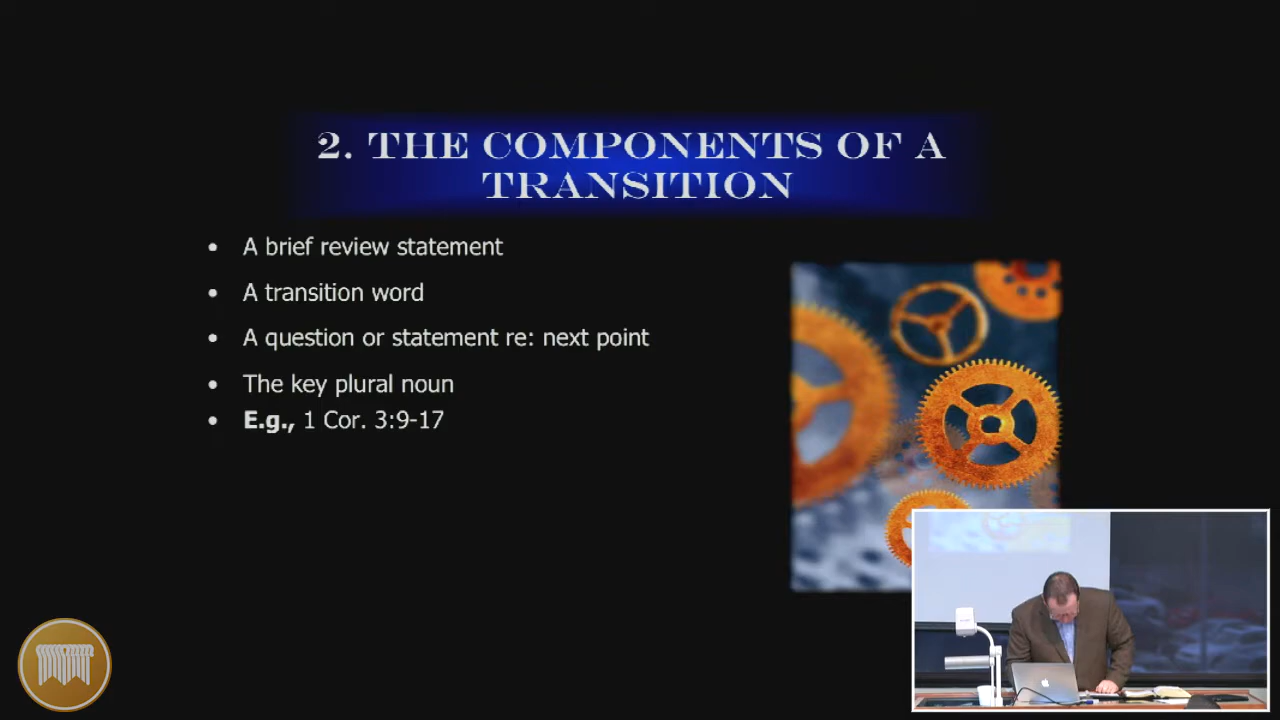 2. THE COMPONENTS OF A
TRANSITION
• A brief review statement
• A transition word
• A question or statement re: next point
• The key plural noun
• E.g., 1 Cor. 3:9-17